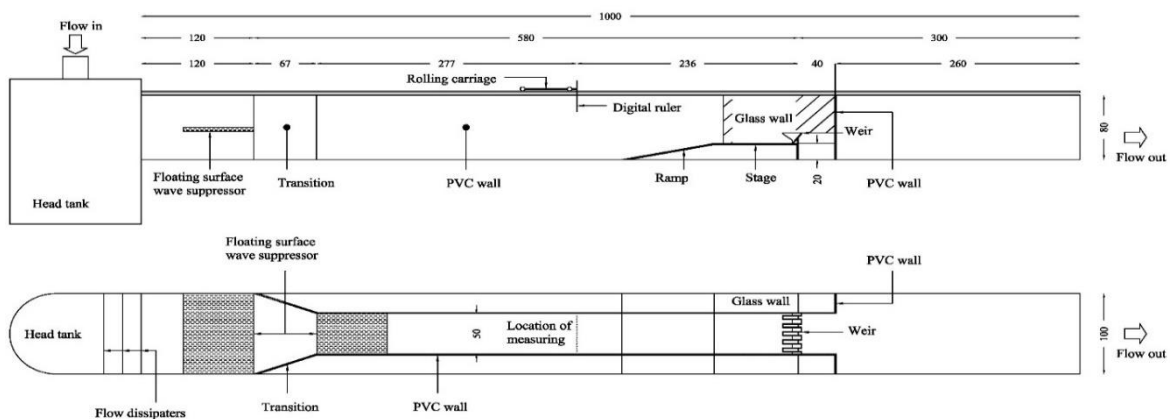 1000
Flow in
120
580
300
120
67
277
236
40
260
Rolling carriage
Digital ruler
Glass wall
Weir
80
Flow out
20
Floating surface
wave suppressor
Transition
PVC wall
Ramp
Stage
PVC wall
Head tank
Floating surface
wave suppressor
PVC wall
Glass wall
Head tank
50
Location of
measuring
Weir
100
Flow out
Flow dissipaters
Transition
PVC wall